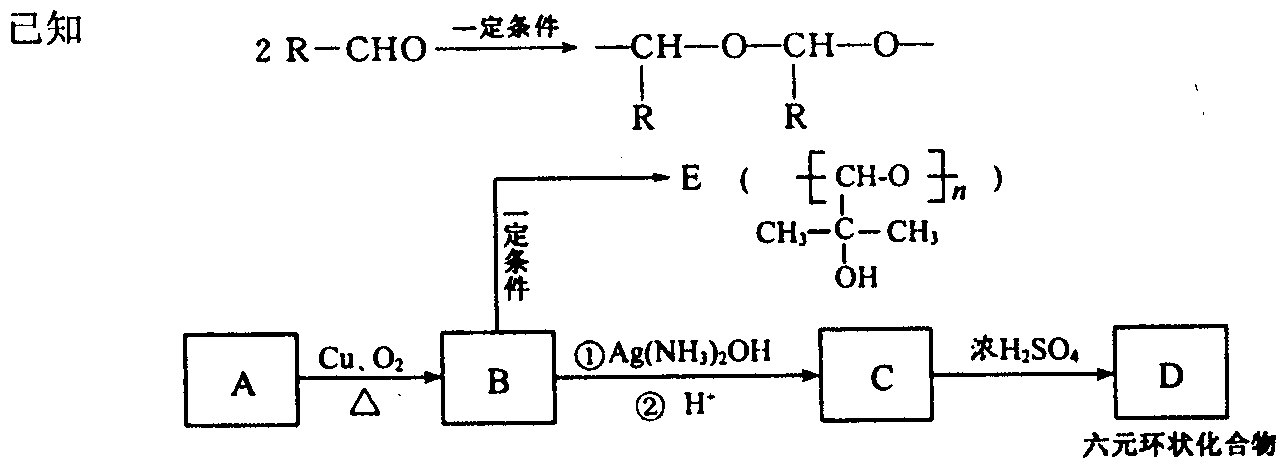 已知
2 R—CHO 一定条件 —CH—O—CH—O—
R R
E ( [CH-O]n )
CH₃—C—CH₃
OH
一定条件
A Cu、O₂ △ B ①Ag(NH₃)₂OH ② H⁺ C 浓H₂SO₄ D
六元环状化合物